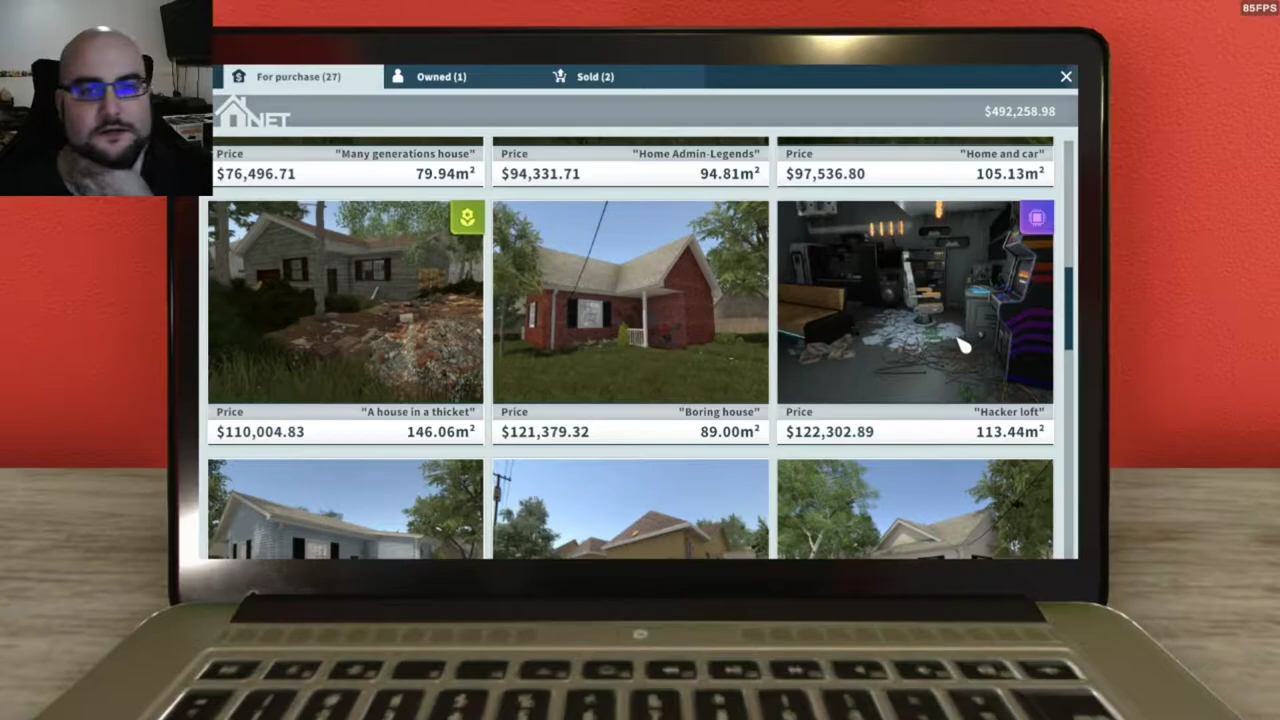 85FPS
For purchase (27)
Owned (1)
Sold (2)
NET
$492,258.98
Price "Many generations house"
$76,496.71 79.94m²
Price "Home Admin-Legends"
$94,331.71 94.81m²
Price "Home and car"
$97,536.80 105.13m²
Price "A house in a thicket"
$110,004.83 146.06m²
Price "Boring house"
$121,379.32 89.00m²
Price "Hacker loft"
$122,302.89 113.44m²